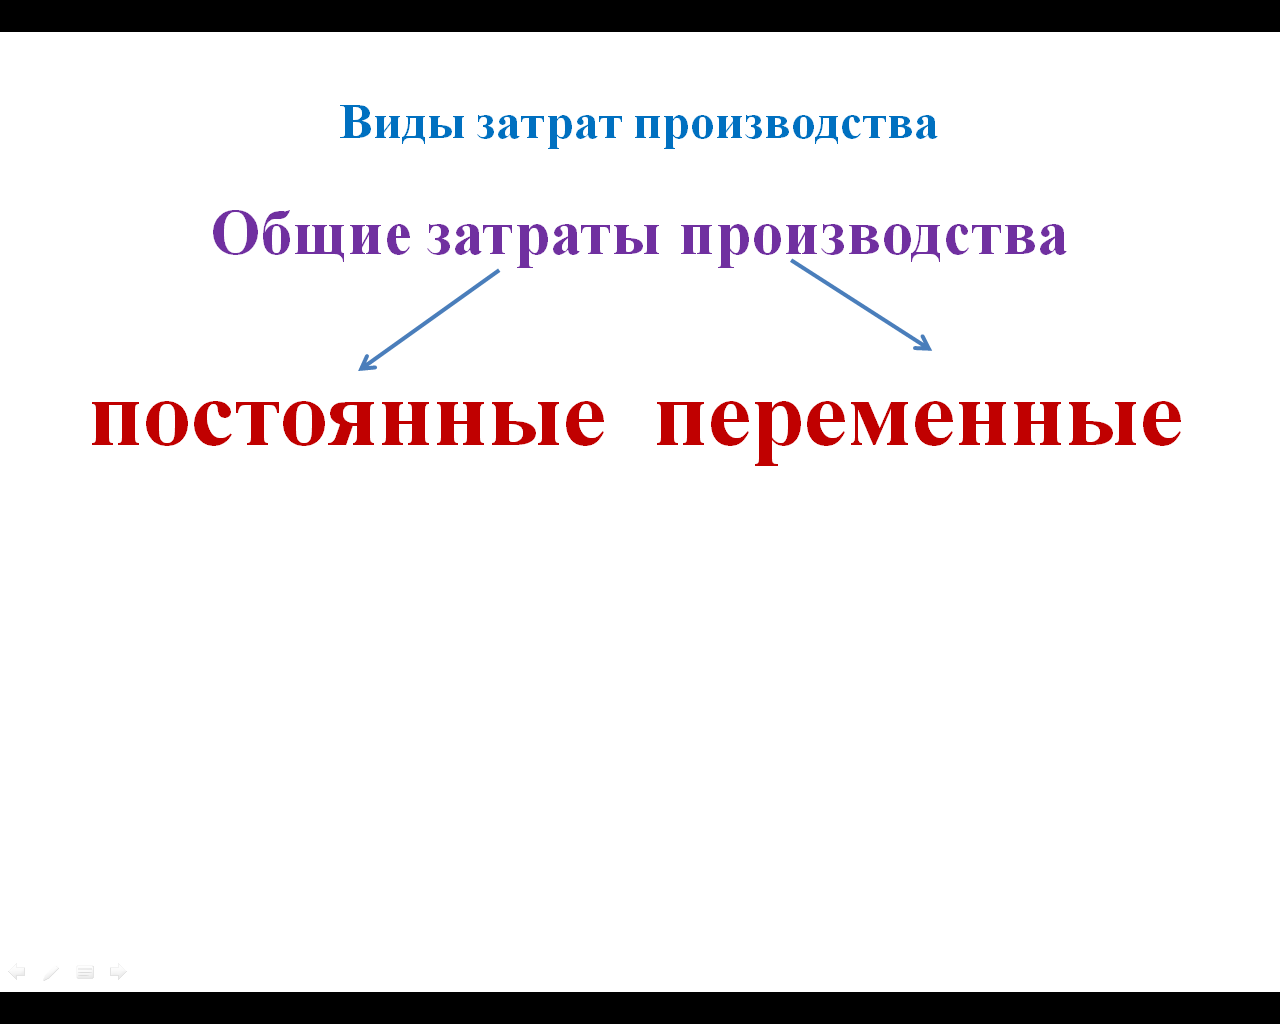 Виды затрат производства
Общие затраты производства
постоянные переменные